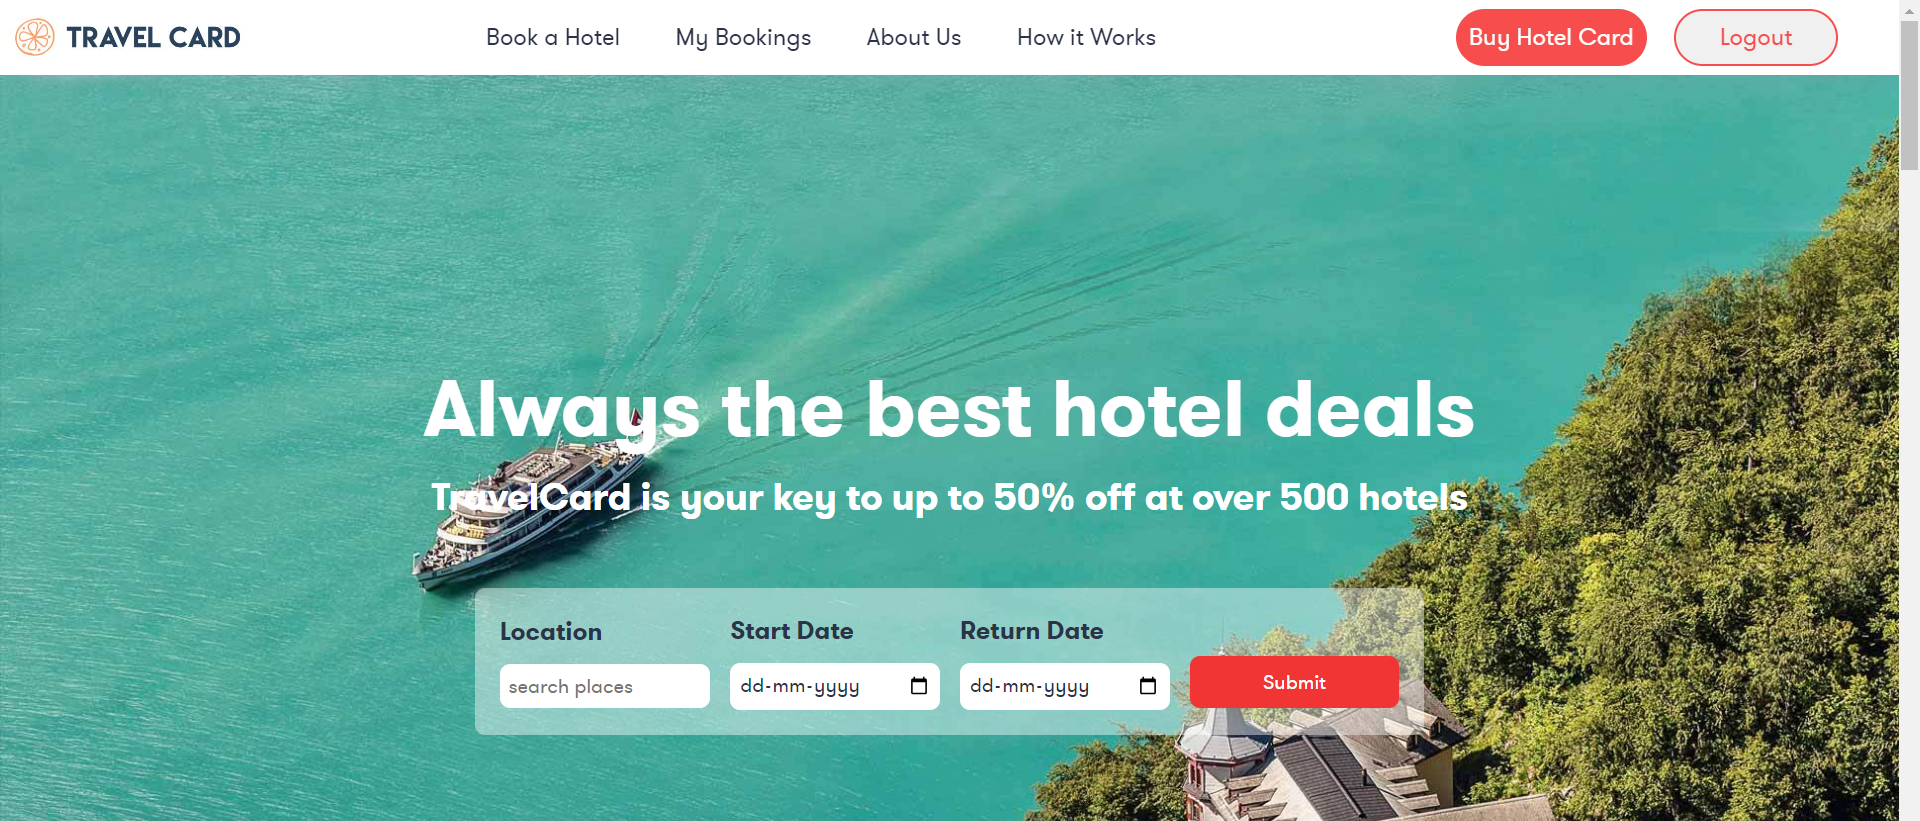 TRAVEL CARD
Book a Hotel
My Bookings
About Us
How it Works
Buy Hotel Card
Logout
Always the best hotel deals
TravelCard is your key to up to 50% off at over 500 hotels
Location
Start Date
Return Date
search places
dd-mm-yyyy
dd-mm-yyyy
Submit